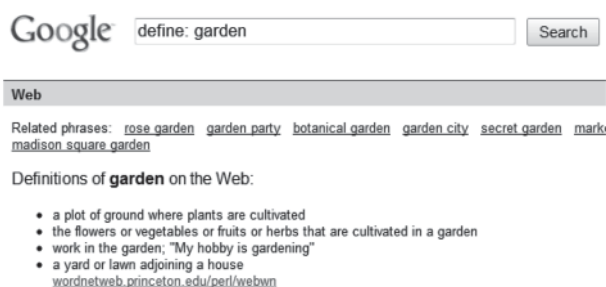 Google define: garden Search
Web
Related phrases: rose garden garden party botanical garden garden city secret garden
madison square garden
Definitions of garden on the Web:
• a plot of ground where plants are cultivated
• the flowers or vegetables or fruits or herbs that are cultivated in a garden
• work in the garden; "My hobby is gardening"
• a yard or lawn adjoining a house
wordnetweb.princeton.edu/perl/webwn